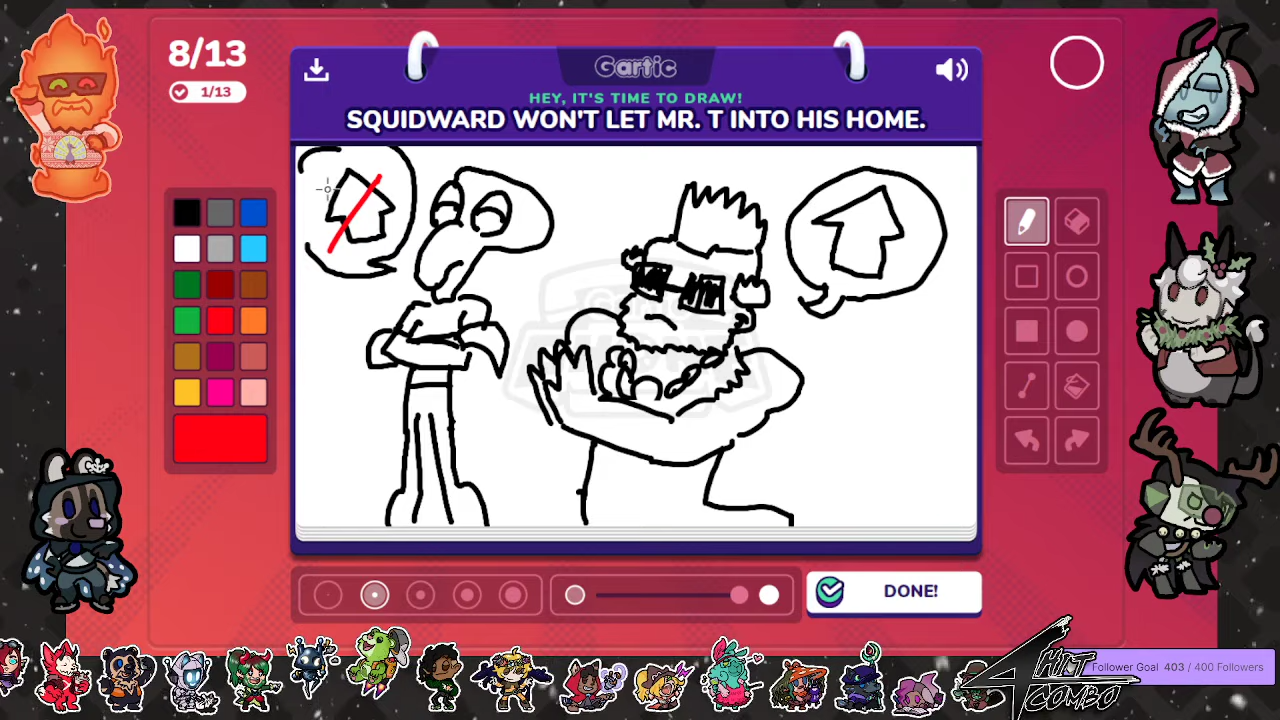 8/13
1/13
Gartic
HEY, IT'S TIME TO DRAW!
SQUIDWARD WON'T LET MR. T INTO HIS HOME.
DONE!
4 HIT COMBO
Follower Goal 403 / 400 Followers